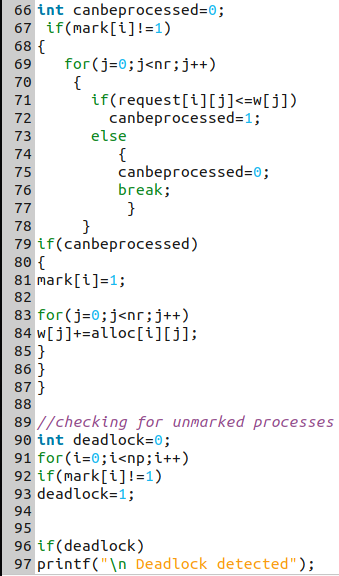 66 int canbeprocessed=0;
67  if(mark[i]!=1)
68 {
69    for(j=0;j<nr;j++)
70     {
71       if(request[i][j]<=w[j])
72         canbeprocessed=1;
73       else
74          {
75          canbeprocessed=0;
76          break;
77           }
78      }
79 if(canbeprocessed)
80 {
81 mark[i]=1;
82
83 for(j=0;j<nr;j++)
84 w[j]+=alloc[i][j];
85 }
86 }
87 }
88
89 //checking for unmarked processes
90 int deadlock=0;
91 for(i=0;i<np;i++)
92 if(mark[i]!=1)
93 deadlock=1;
94
95
96 if(deadlock)
97 printf("\n Deadlock detected");